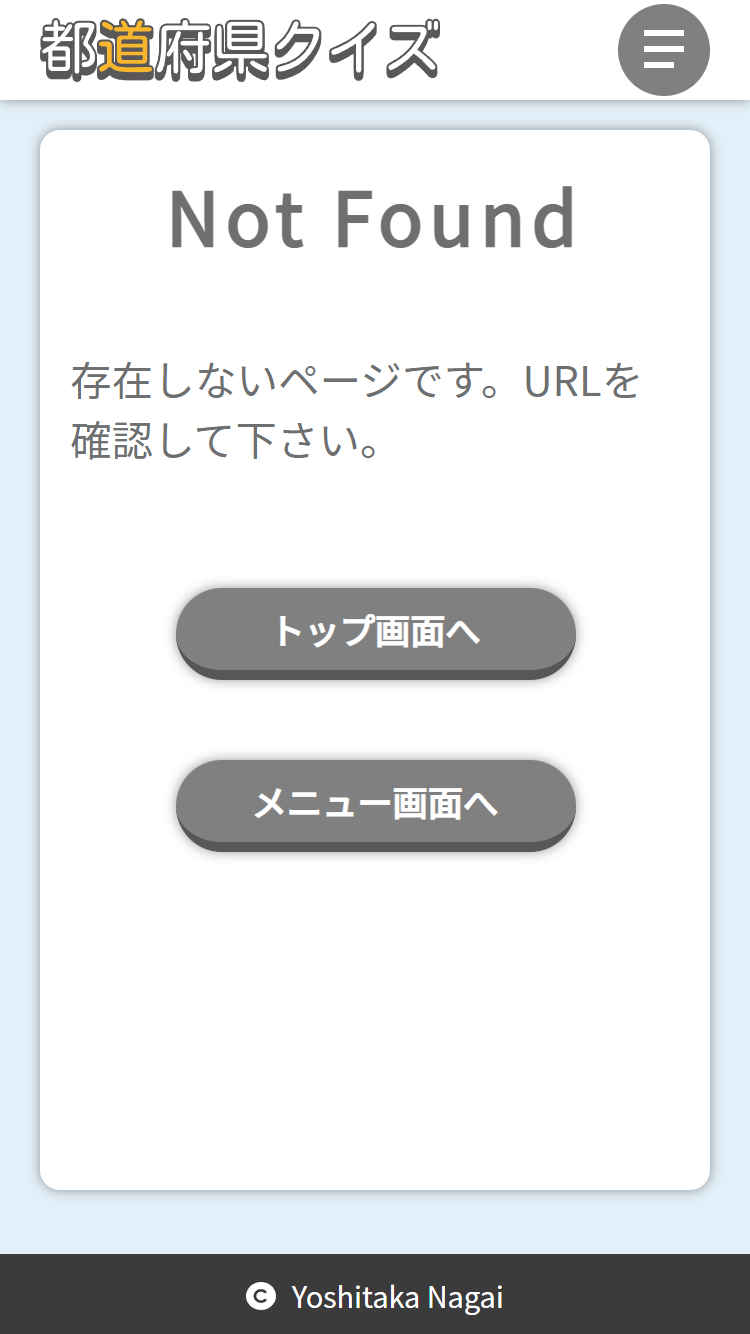 都道府県クイズ
Not Found
存在しないページです。URLを
確認して下さい。
トップ画面へ
メニュー画面へ
© Yoshitaka Nagai